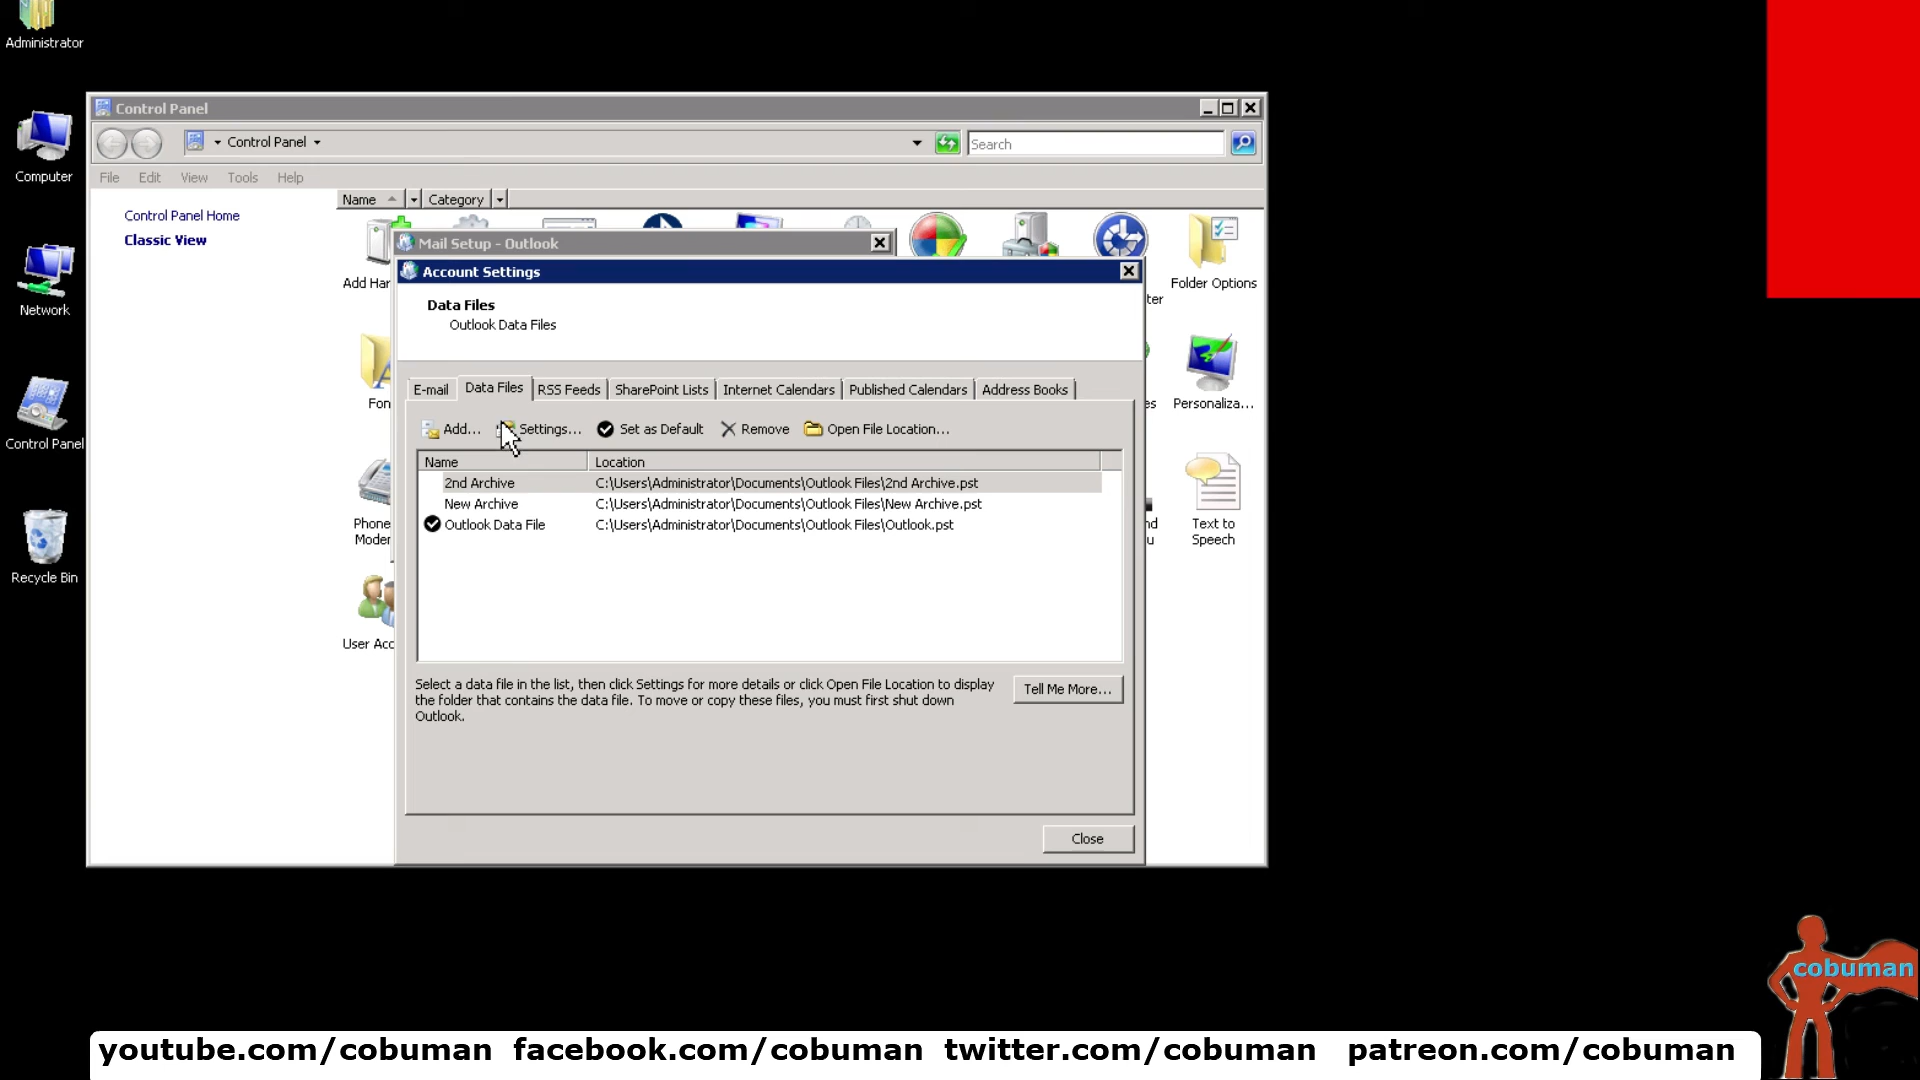 Administrator
Computer
Network
Control Panel
Recycle Bin
Control Panel
Control Panel
Search
File Edit View Tools Help
Control Panel Home
Classic View
Name Category
Add Har
ter
Folder Options
Fon
es
Personaliza...
Phone
Moder
nd
u
Text to
Speech
User Acc
Mail Setup - Outlook
Account Settings
Data Files
Outlook Data Files
E-mail Data Files RSS Feeds SharePoint Lists Internet Calendars Published Calendars Address Books
Add... Settings... Set as Default Remove Open File Location...
Name Location
2nd Archive C:\Users\Administrator\Documents\Outlook Files\2nd Archive.pst
New Archive C:\Users\Administrator\Documents\Outlook Files\New Archive.pst
Outlook Data File C:\Users\Administrator\Documents\Outlook Files\Outlook.pst
Select a data file in the list, then click Settings for more details or click Open File Location to display
the folder that contains the data file. To move or copy these files, you must first shut down
Outlook.
Tell Me More...
Close
cobuman
youtube.com/cobuman facebook.com/cobuman twitter.com/cobuman patreon.com/cobuman